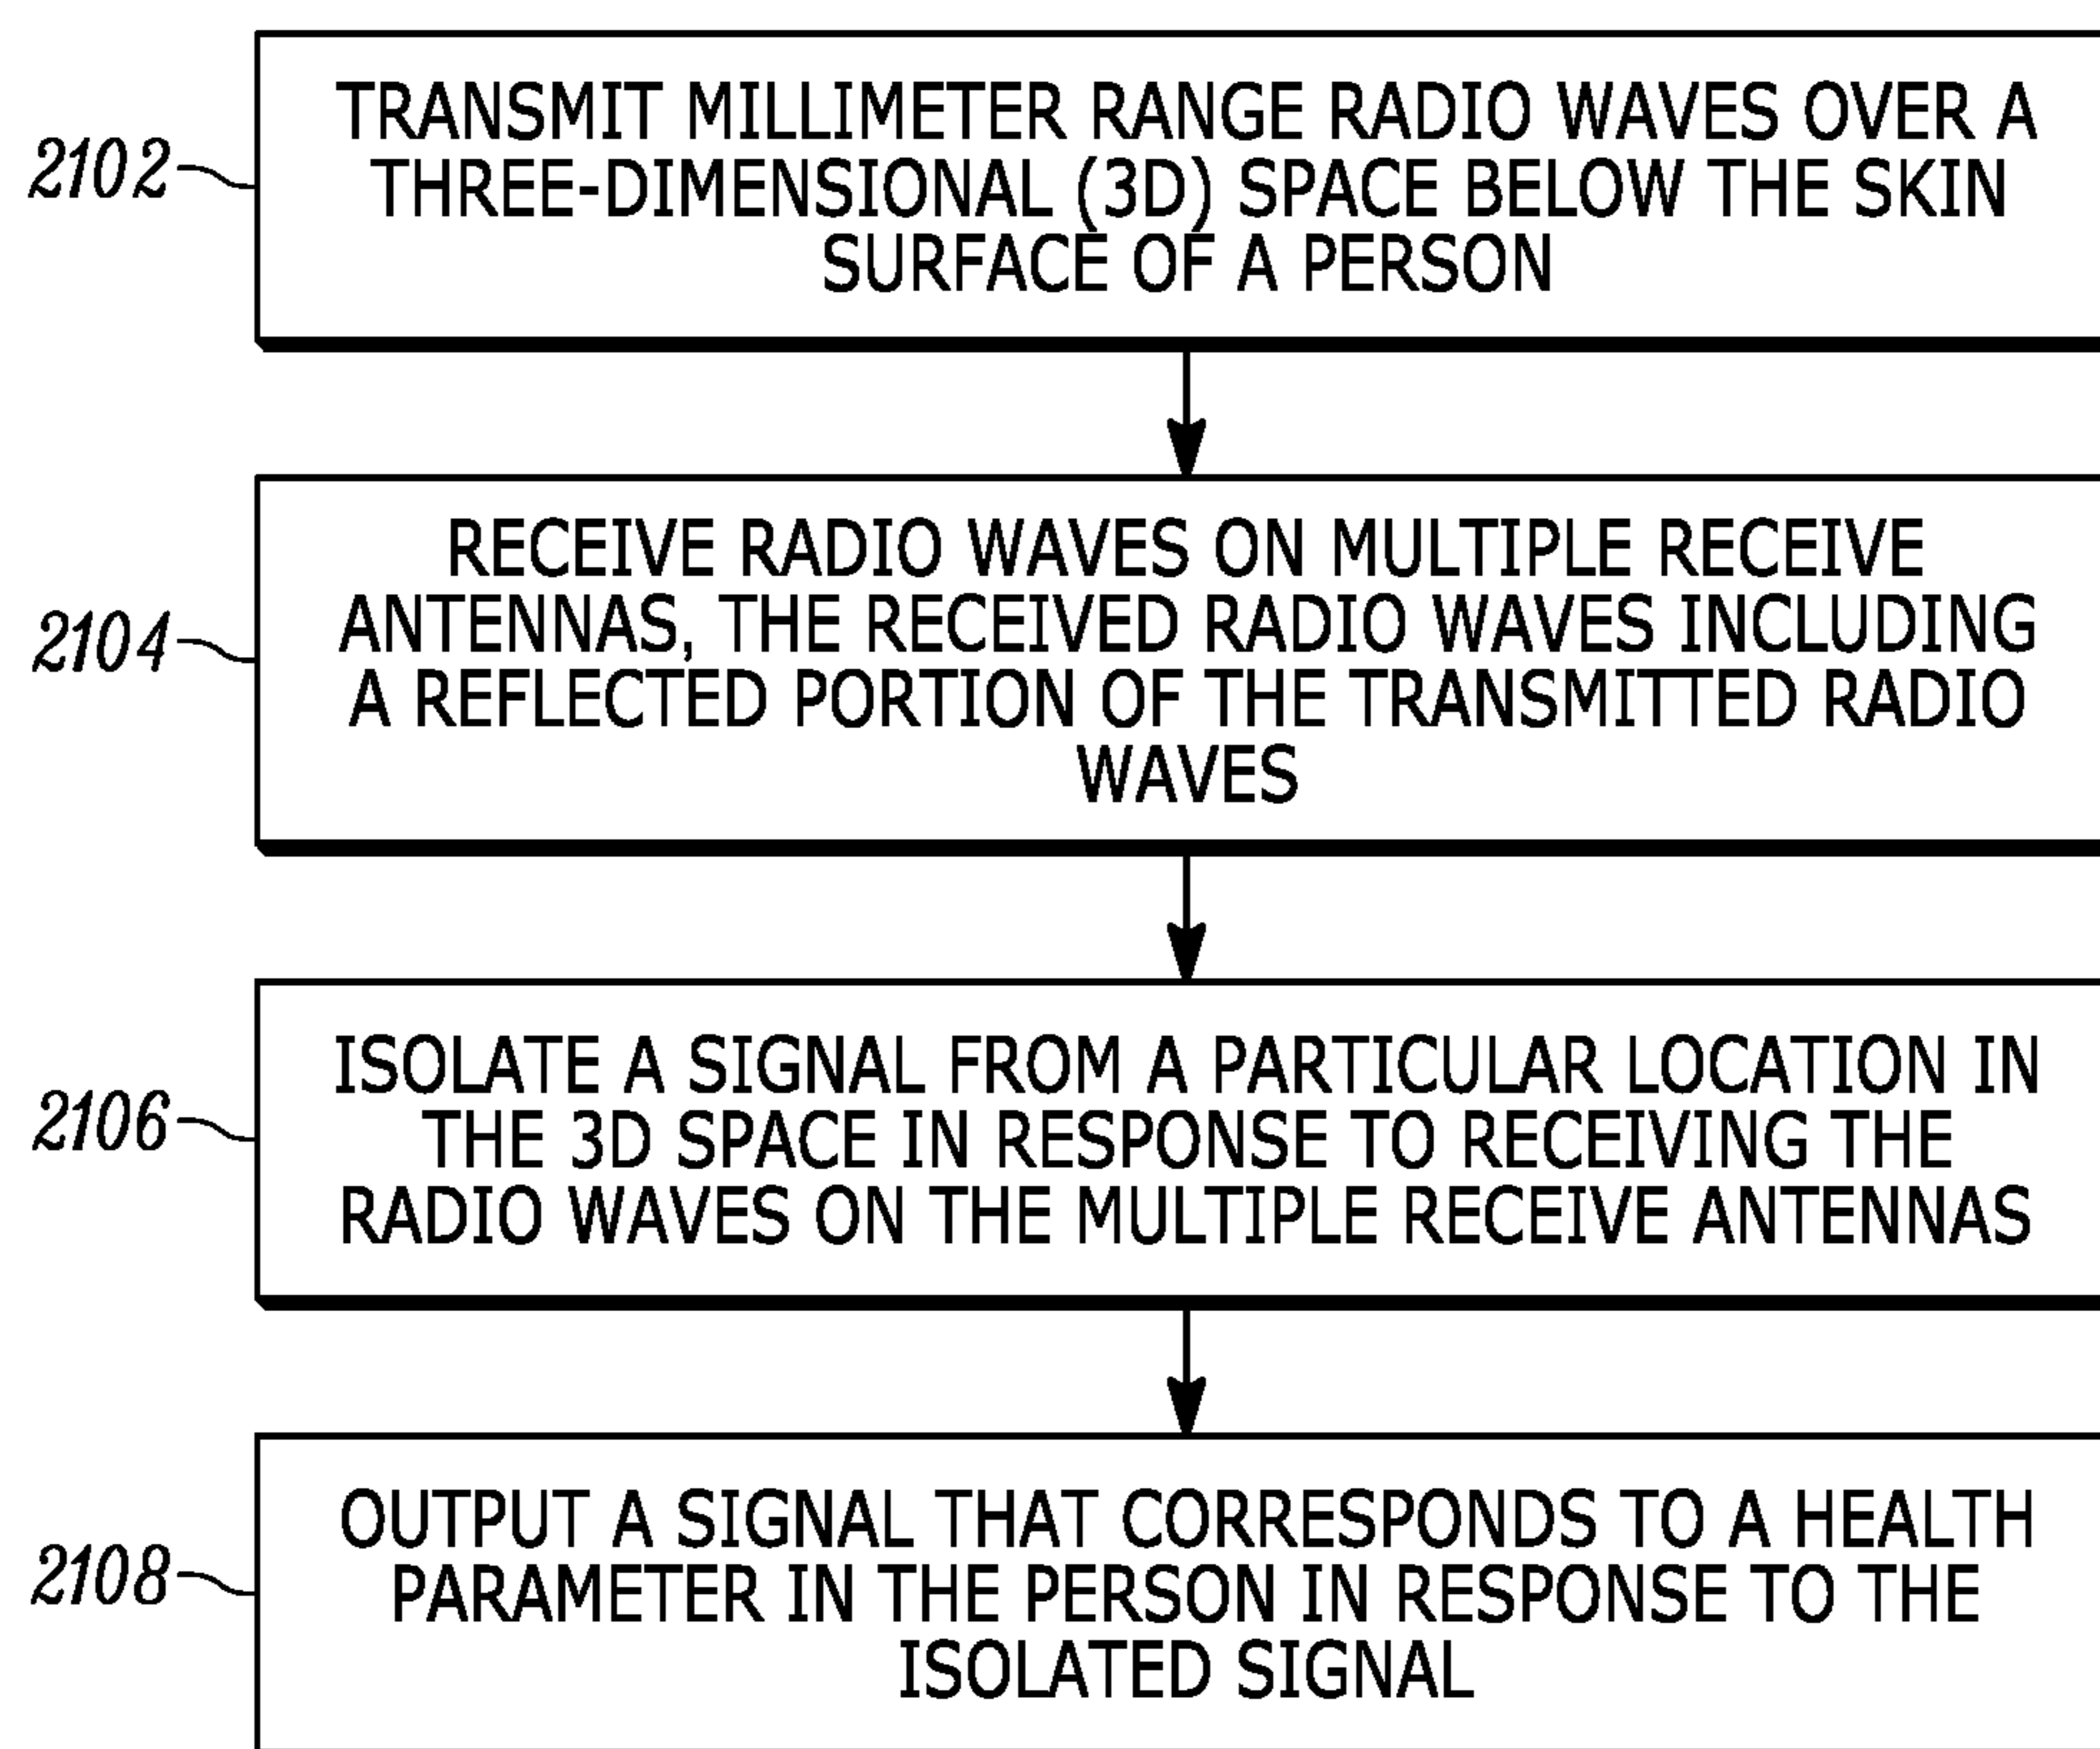 2102
TRANSMIT MILLIMETER RANGE RADIO WAVES OVER A
THREE-DIMENSIONAL (3D) SPACE BELOW THE SKIN
SURFACE OF A PERSON
2104
RECEIVE RADIO WAVES ON MULTIPLE RECEIVE
ANTENNAS, THE RECEIVED RADIO WAVES INCLUDING
A REFLECTED PORTION OF THE TRANSMITTED RADIO
WAVES
2106
ISOLATE A SIGNAL FROM A PARTICULAR LOCATION IN
THE 3D SPACE IN RESPONSE TO RECEIVING THE
RADIO WAVES ON THE MULTIPLE RECEIVE ANTENNAS
2108
OUTPUT A SIGNAL THAT CORRESPONDS TO A HEALTH
PARAMETER IN THE PERSON IN RESPONSE TO THE
ISOLATED SIGNAL